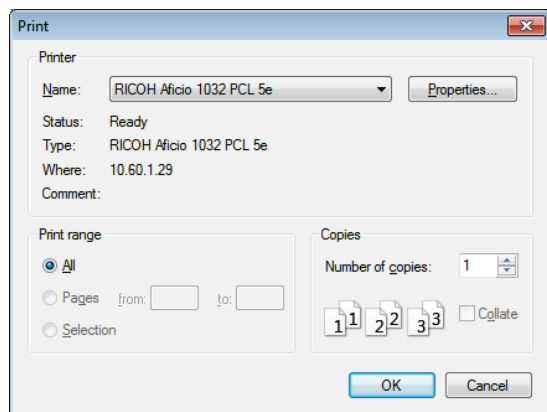 Print
Printer
Name: RICOH Aficio 1032 PCL 5e Properties...
Status: Ready
Type: RICOH Aficio 1032 PCL 5e
Where: 10.60.1.29
Comment:
Print range
All
Pages from: to:
Selection
Copies
Number of copies: 1
1 1 2 2 3 3 Collate
OK Cancel